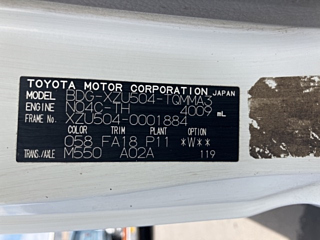 TOYOTA MOTOR CORPORATION JAPAN
MODEL BDG-XZU504-TQMMA3
ENGINE N04C-TH 4009 mL
FRAME No. XZU504-0001884
COLOR TRIM PLANT OPTION
058 FA18 P11 *W**
TRANS/AXLE M550 A02A 119